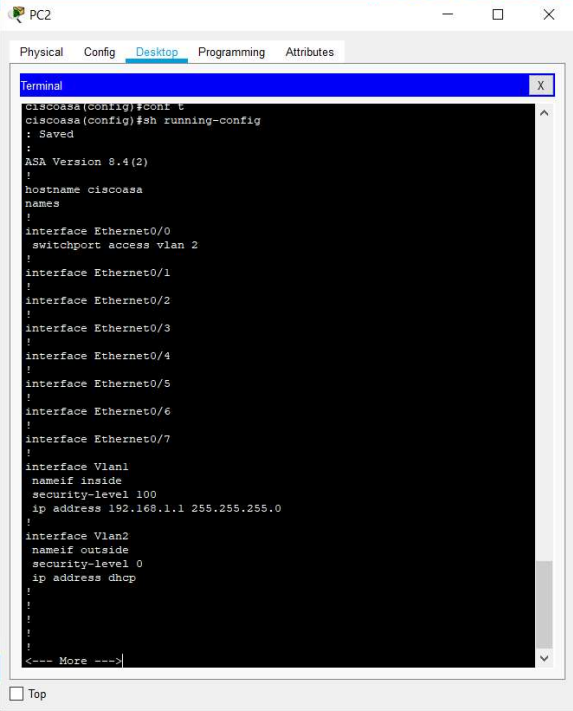 PC2
Physical Config Desktop Programming Attributes
Terminal X
ciscoasa(config)#conf t
ciscoasa(config)#sh running-config
: Saved
:
ASA Version 8.4(2)
!
hostname ciscoasa
names
!
interface Ethernet0/0
switchport access vlan 2
!
interface Ethernet0/1
!
interface Ethernet0/2
!
interface Ethernet0/3
!
interface Ethernet0/4
!
interface Ethernet0/5
!
interface Ethernet0/6
!
interface Ethernet0/7
!
interface Vlan1
nameif inside
security-level 100
ip address 192.168.1.1 255.255.255.0
!
interface Vlan2
nameif outside
security-level 0
ip address dhcp
!
!
!
!
!
<--- More --->
Top